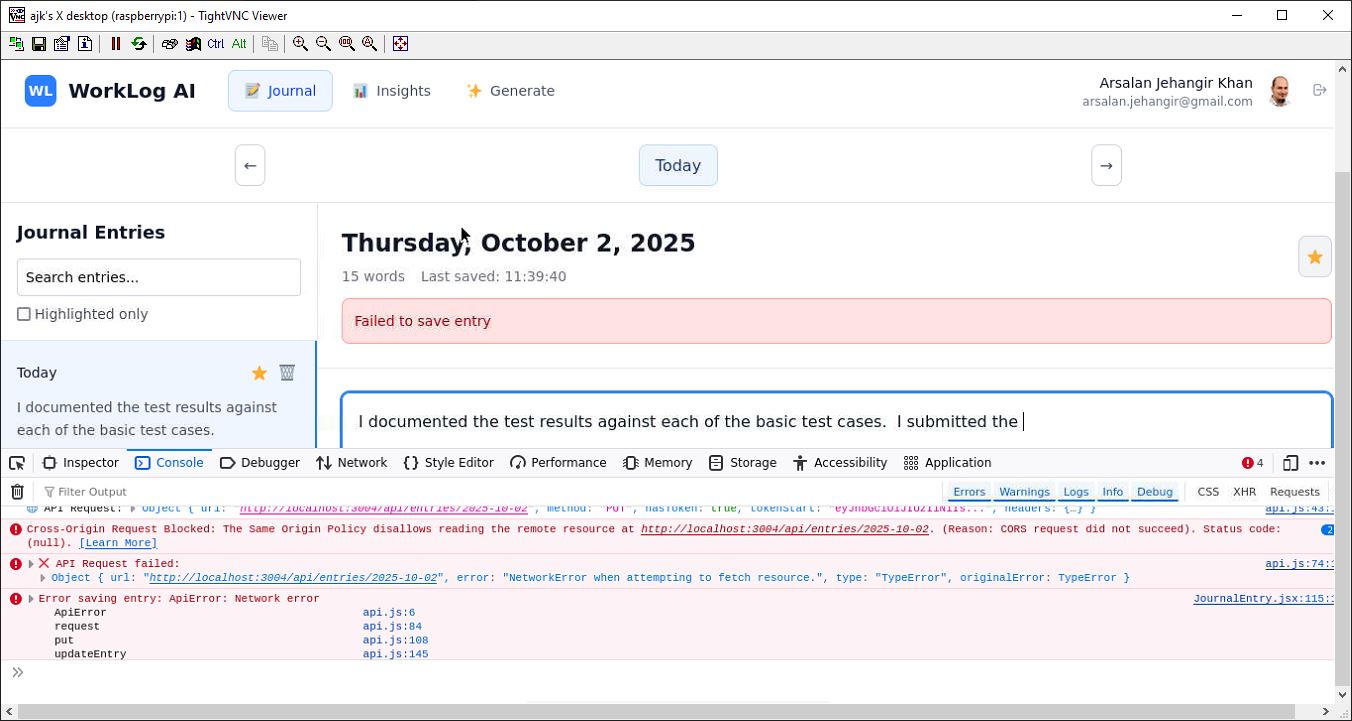 ajk's X desktop (raspberrypi:1) - TightVNC Viewer
Ctrl Alt
WL WorkLog AI Journal Insights Generate
Arsalan Jehangir Khan
arsalan.jehangir@gmail.com
← Today →
Journal Entries
Search entries...
Highlighted only
Today
I documented the test results against
each of the basic test cases.
Thursday, October 2, 2025
15 words Last saved: 11:39:40
Failed to save entry
I documented the test results against each of the basic test cases.  I submitted the
Inspector Console Debugger Network Style Editor Performance Memory Storage Accessibility Application 4
Filter Output Errors Warnings Logs Info Debug CSS XHR Requests
API Request: Object { url: "http://localhost:3004/api/entries/2025-10-02", method: "PUT", hasToken: true, tokenStart: headers: {…} } api.js:43:
Cross-Origin Request Blocked: The Same Origin Policy disallows reading the remote resource at http://localhost:3004/api/entries/2025-10-02. (Reason: CORS request did not succeed). Status code: 2
(null). [Learn More]
API Request failed: api.js:74:
Object { url: "http://localhost:3004/api/entries/2025-10-02", error: "NetworkError when attempting to fetch resource.", type: "TypeError", originalError: TypeError }
Error saving entry: ApiError: Network error JournalEntry.jsx:115:
ApiError api.js:6
request api.js:84
put api.js:108
updateEntry api.js:145